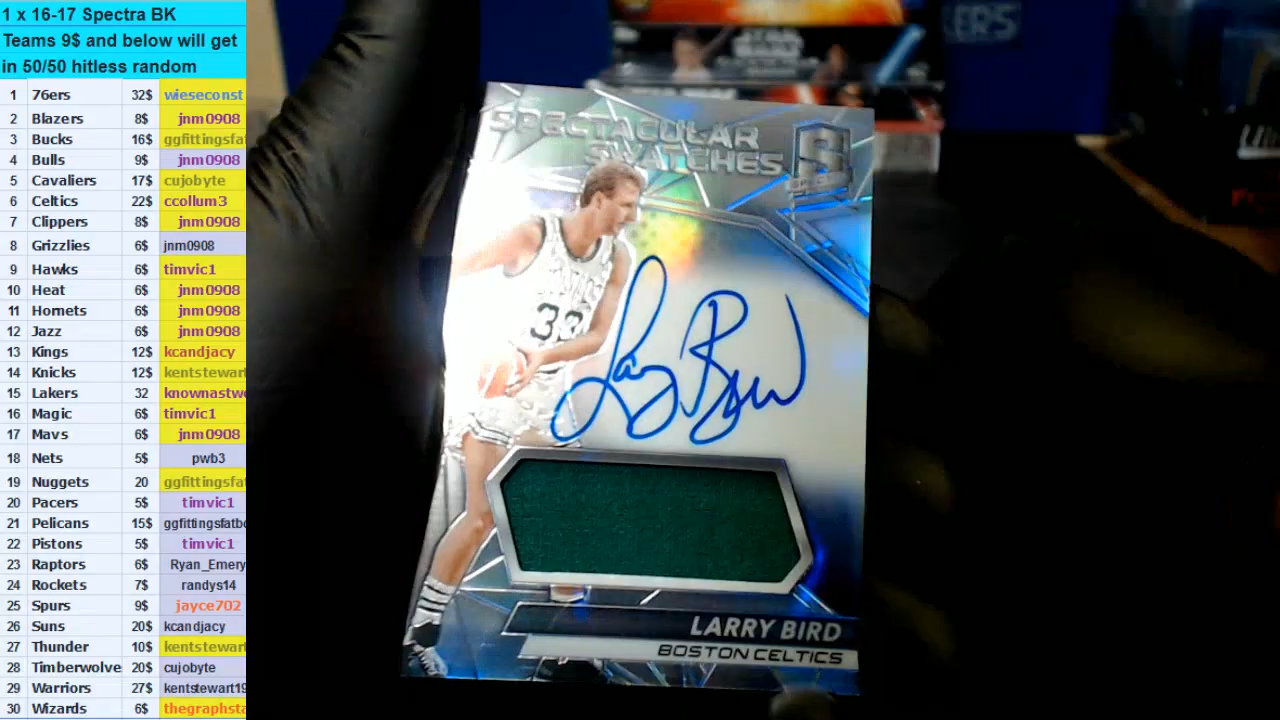 1 x 16-17 Spectra BK
Teams 9$ and below will get
in 50/50 hitless random
1 76ers 32$ wieseconst
2 Blazers 8$ jnm0908
3 Bucks 16$ ggfittingsfat
4 Bulls 9$ jnm0908
5 Cavaliers 17$ cujobyte
6 Celtics 22$ ccollum3
7 Clippers 8$ jnm0908
8 Grizzlies 6$ jnm0908
9 Hawks 6$ timvic1
10 Heat 6$ jnm0908
11 Hornets 6$ jnm0908
12 Jazz 6$ jnm0908
13 Kings 12$ kcandjacy
14 Knicks 12$ kentstewart
15 Lakers 32 knownastwo
16 Magic 6$ timvic1
17 Mavs 6$ jnm0908
18 Nets 5$ pwb3
19 Nuggets 20 ggfittingsfat
20 Pacers 5$ timvic1
21 Pelicans 15$ ggfittingsfatbo
22 Pistons 5$ timvic1
23 Raptors 6$ Ryan_Emery
24 Rockets 7$ randys14
25 Spurs 9$ jayce702
26 Suns 20$ kcandjacy
27 Thunder 10$ kentstewart
28 Timberwolve 20$ cujobyte
29 Warriors 27$ kentstewart19
30 Wizards 6$ thegraphsta
SPECTACULAR
SWATCHES
S
33
Larry Bird
LARRY BIRD
BOSTON CELTICS
STAR
WARS
ERS